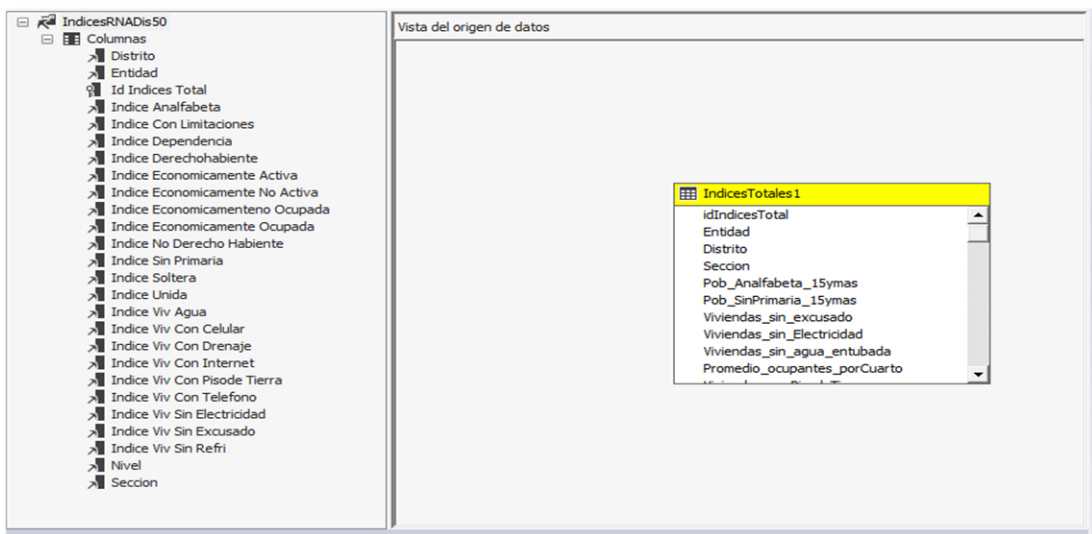 IndicesRNADis50
Columnas
Distrito
Entidad
Id Indices Total
Indice Analfabeta
Indice Con Limitaciones
Indice Dependencia
Indice Derechohabiente
Indice Economicamente Activa
Indice Economicamente No Activa
Indice Economicamenteno Ocupada
Indice Economicamente Ocupada
Indice No Derecho Habiente
Indice Sin Primaria
Indice Soltera
Indice Unida
Indice Viv Agua
Indice Viv Con Celular
Indice Viv Con Drenaje
Indice Viv Con Internet
Indice Viv Con Pisode Tierra
Indice Viv Con Telefono
Indice Viv Sin Electricidad
Indice Viv Sin Excusado
Indice Viv Sin Refri
Nivel
Seccion
Vista del origen de datos
IndicesTotales1
idIndicesTotal
Entidad
Distrito
Seccion
Pob_Analfabeta_15ymas
Pob_SinPrimaria_15ymas
Viviendas_sin_excusado
Viviendas_sin_Electricidad
Viviendas_sin_agua_entubada
Promedio_ocupantes_porCuarto